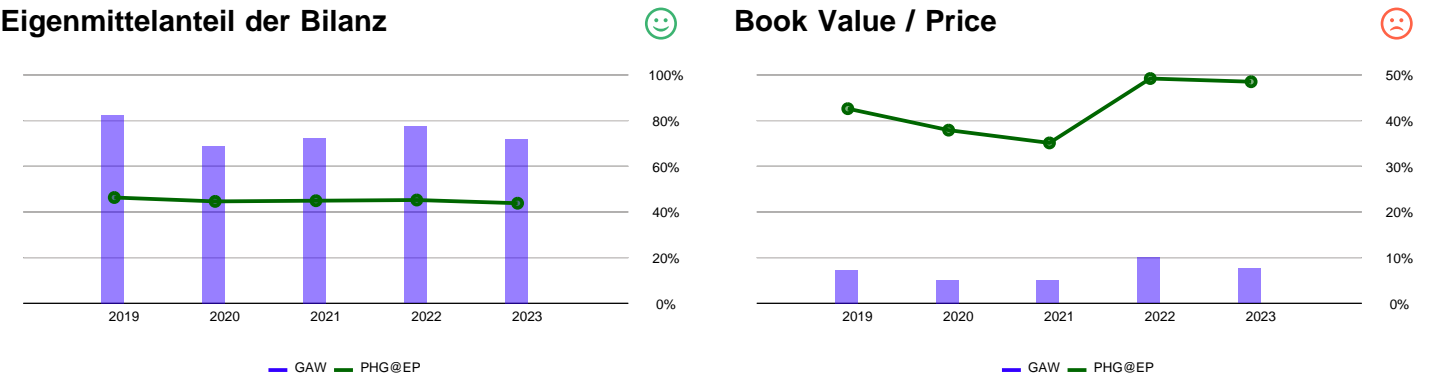 Eigenmittelanteil der Bilanz
100%
80%
60%
40%
20%
0%
2019 2020 2021 2022 2023
GAW PHG@EP
Book Value / Price
50%
40%
30%
20%
10%
0%
2019 2020 2021 2022 2023
GAW PHG@EP